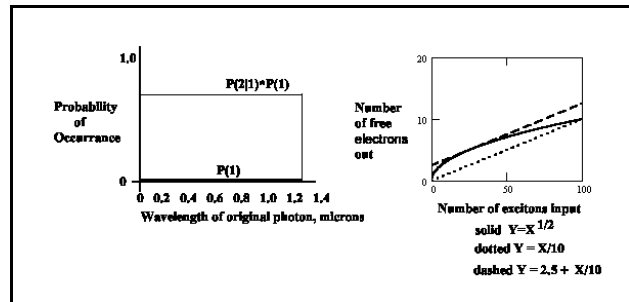 1,0
P(2|1)*P(1)
Probability
of
Occurrance
P(1)
0
0 0,2 0,4 0,6 0,8 1,0 1,2 1,4
Wavelength of original photon, microns
20
Number
of free
electrons
out
10
0
0 50 100
Number of excitons input
solid Y=X 1/2
dotted Y = X/10
dashed Y = 2,5 + X/10